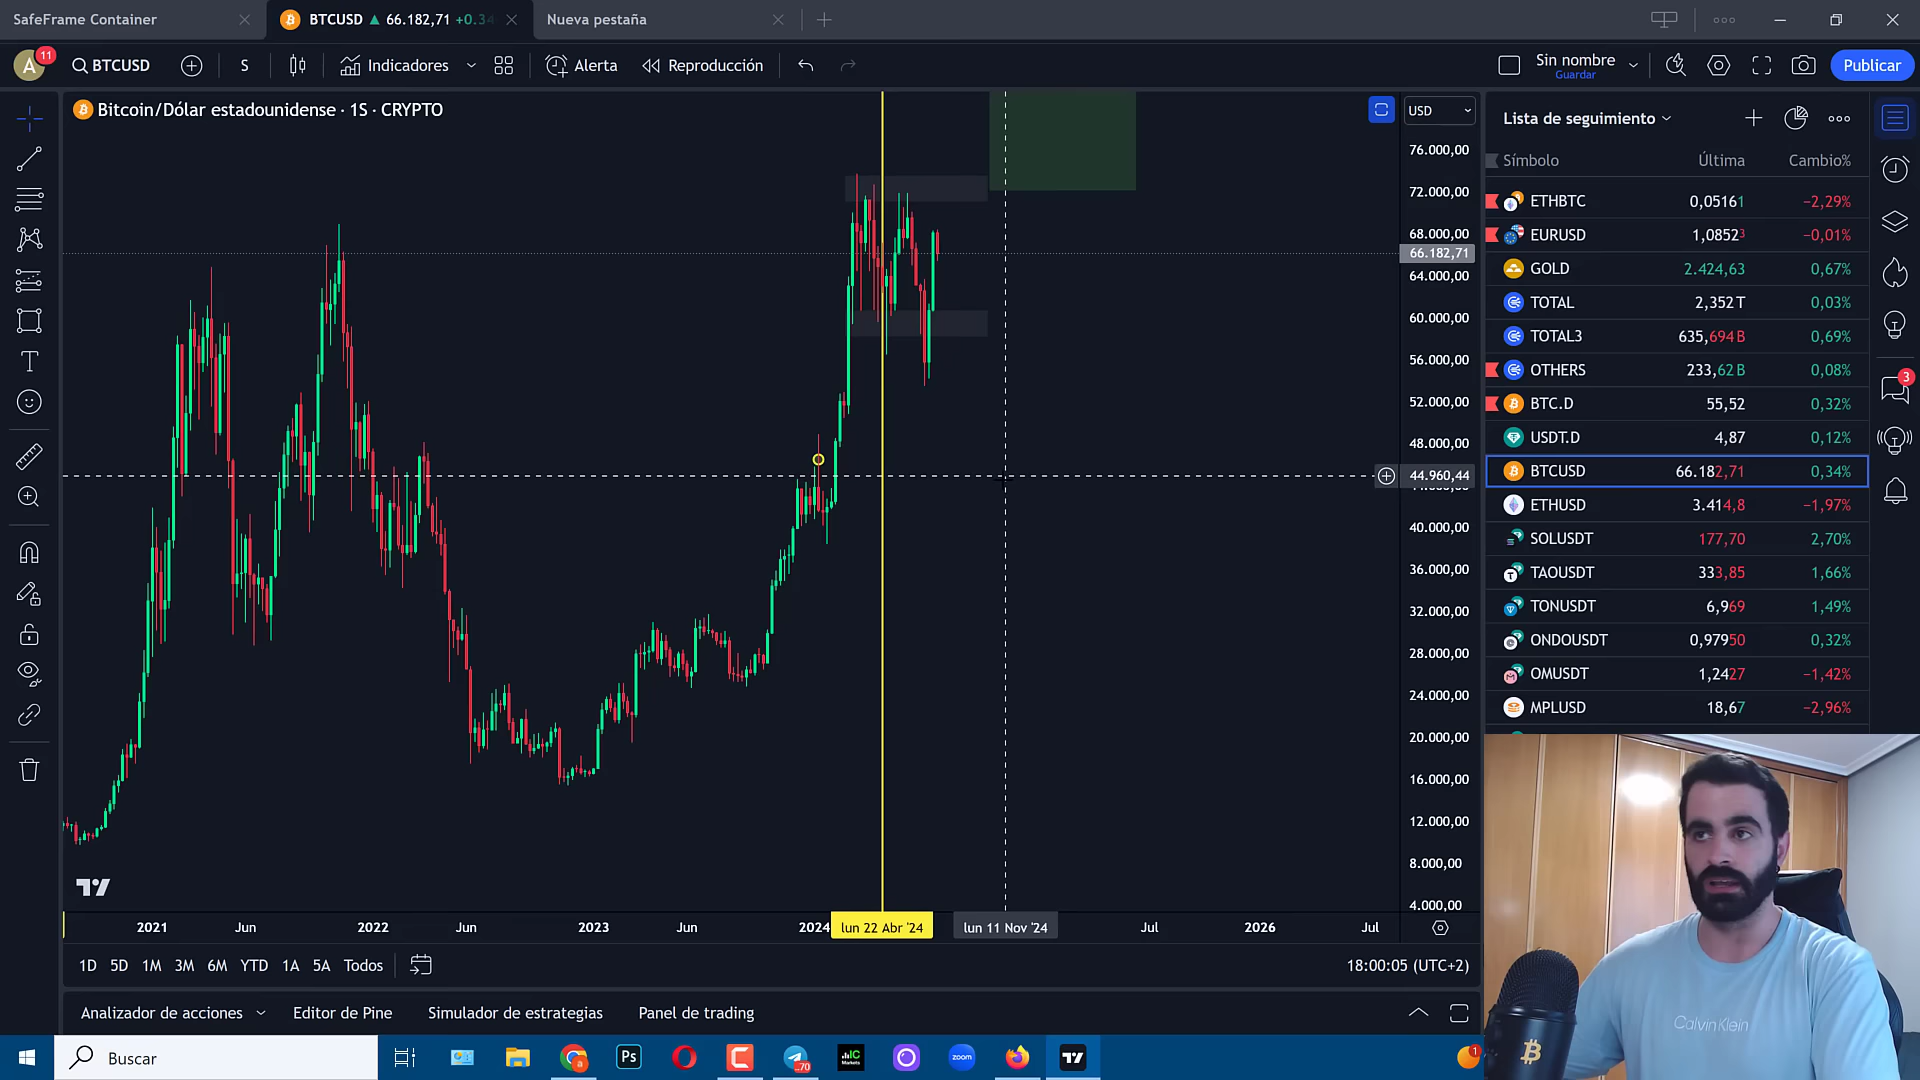 SafeFrame Container
BTCUSD ▲ 66.182,71 +0.34
Nueva pestaña
A
11
BTCUSD
S
Indicadores
Alerta
Reproducción
Sin nombre
Guardar
Publicar
Bitcoin/Dólar estadounidense · 1S · CRYPTO
USD
76.000,00
72.000,00
68.000,00
66.182,71
64.000,00
60.000,00
56.000,00
52.000,00
48.000,00
44.960,44
40.000,00
36.000,00
32.000,00
28.000,00
24.000,00
20.000,00
16.000,00
12.000,00
8.000,00
4.000,00
2021 Jun 2022 Jun 2023 Jun 2024 lun 22 Abr '24 lun 11 Nov '24 Jul 2026 Jul
1D 5D 1M 3M 6M YTD 1A 5A Todos
18:00:05 (UTC+2)
Analizador de acciones Editor de Pine Simulador de estrategias Panel de trading
Lista de seguimiento
Símbolo Última Cambio%
ETHBTC 0,05161 −2,29%
EURUSD 1,08523 −0,01%
GOLD 2.424,63 0,67%
TOTAL 2,352 T 0,03%
TOTAL3 635,694 B 0,69%
OTHERS 233,62 B 0,08%
BTC.D 55,52 0,32%
USDT.D 4,87 0,12%
BTCUSD 66.182,71 0,34%
ETHUSD 3.414,8 −1,97%
SOLUSDT 177,70 2,70%
TAOUSDT 333,85 1,66%
TONUSDT 6,969 1,49%
ONDOUSDT 0,97950 0,32%
OMUSDT 1,2427 −1,42%
MPLUSD 18,67 −2,96%
3
Calvin Klein
Buscar
Ps
70
IC
Markets
zoom
1